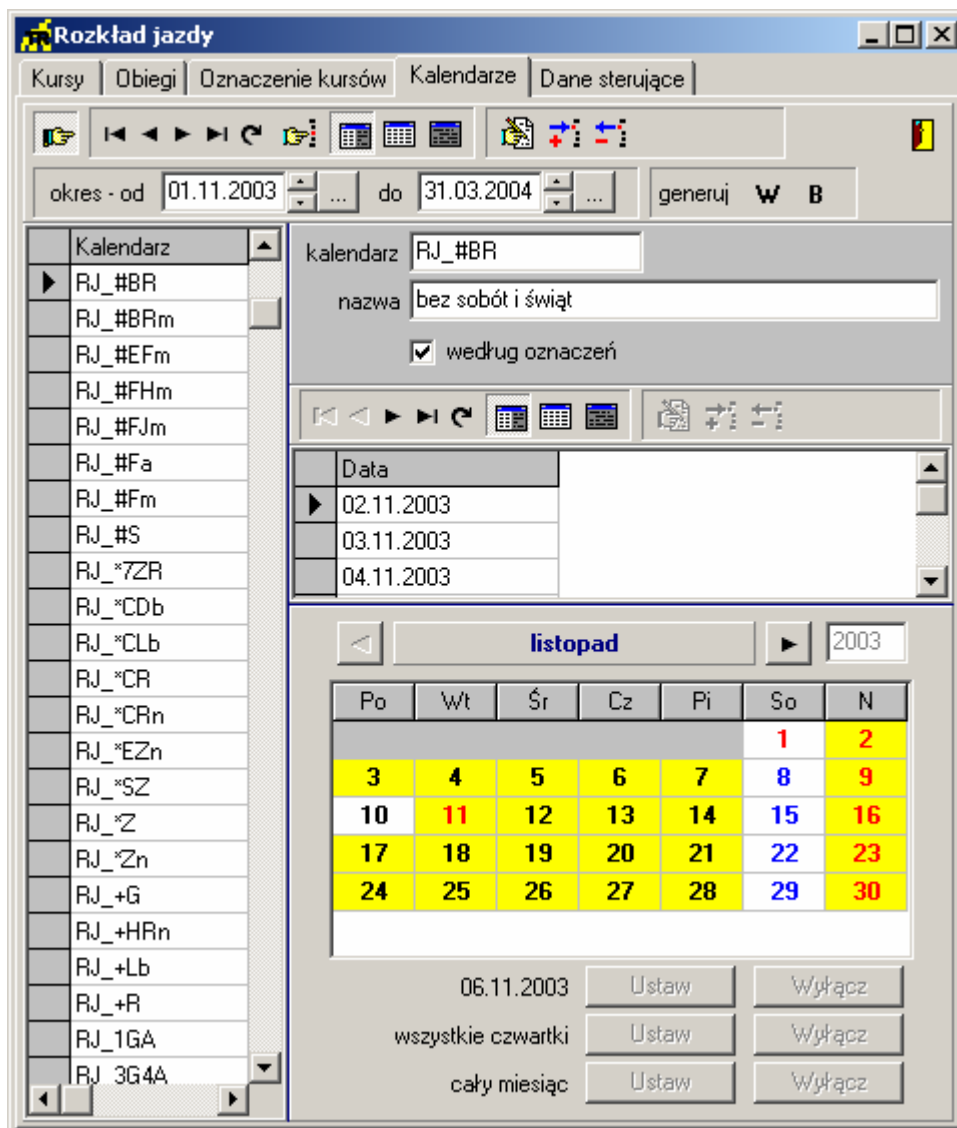 Rozkład jazdy
Kursy Obiegi Oznaczenie kursów Kalendarze Dane sterujące
okres - od 01.11.2003 ... do 31.03.2004 ... generuj W B
Kalendarz
RJ_#BR
RJ_#BRm
RJ_#EFm
RJ_#FHm
RJ_#FJm
RJ_#Fa
RJ_#Fm
RJ_#S
RJ_*7ZR
RJ_*CDb
RJ_*CLb
RJ_*CR
RJ_*CRn
RJ_*EZn
RJ_*SZ
RJ_*Z
RJ_*Zn
RJ_+G
RJ_+HRn
RJ_+Lb
RJ_+R
RJ_1GA
RJ_3G4A
kalendarz RJ_#BR
nazwa bez sobót i świąt
według oznaczeń
Data
02.11.2003
03.11.2003
04.11.2003
listopad 2003
Po Wt Śr Cz Pi So N
1 2
3 4 5 6 7 8 9
10 11 12 13 14 15 16
17 18 19 20 21 22 23
24 25 26 27 28 29 30
06.11.2003 Ustaw Wyłącz
wszystkie czwartki Ustaw Wyłącz
cały miesiąc Ustaw Wyłącz